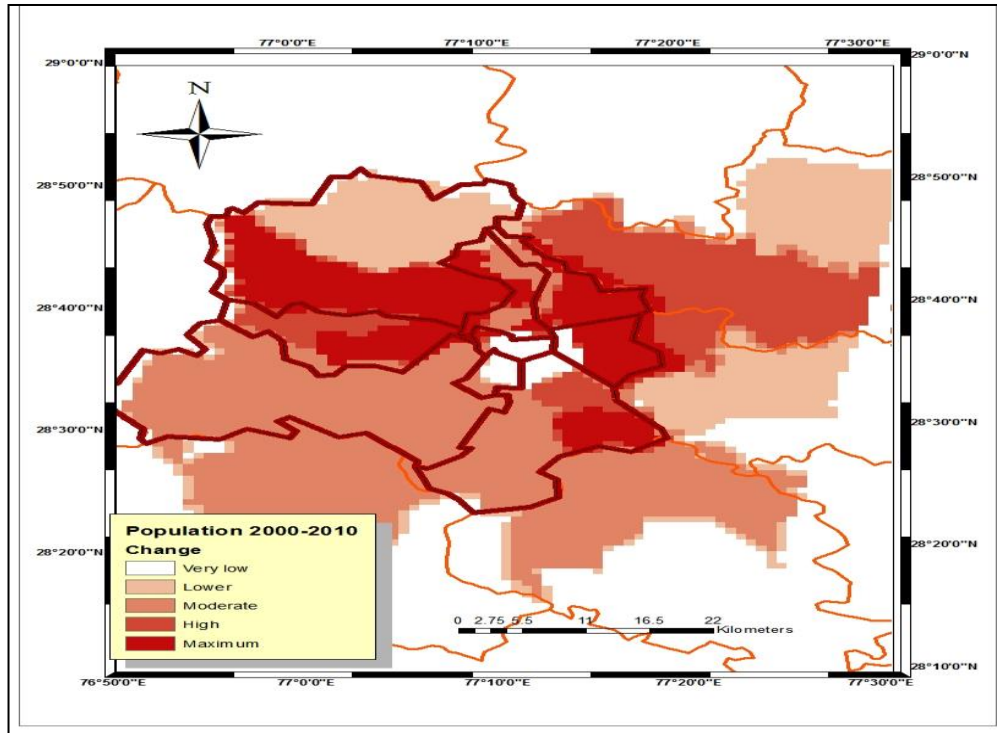 77°0'0"E 77°10'0"E 77°20'0"E 77°30'0"E
29°0'0"N 29°0'0"N
N
28°50'0"N 28°50'0"N
28°40'0"N 28°40'0"N
28°30'0"N 28°30'0"N
28°20'0"N 28°20'0"N
Population 2000-2010
Change
Very low
Lower
Moderate
High
Maximum
0 2.75 5.5 11 16.5 22
Kilometers
28°10'0"N
76°50'0"E 77°0'0"E 77°10'0"E 77°20'0"E 77°30'0"E